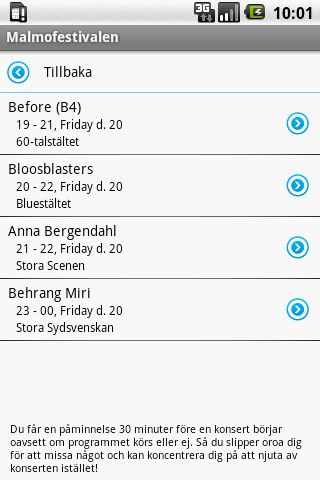 3G
10:01
Malmofestivalen
Tillbaka
Before (B4)
19 - 21, Friday d. 20
60-talstältet
Bloosblasters
20 - 22, Friday d. 20
Bluestältet
Anna Bergendahl
21 - 22, Friday d. 20
Stora Scenen
Behrang Miri
23 - 00, Friday d. 20
Stora Sydsvenskan
Du får en påminnelse 30 minuter före en konsert börjar
oavsett om programmet körs eller ej. Så du slipper oroa dig
för att missa något och kan koncentrera dig på att njuta av
konserten istället!